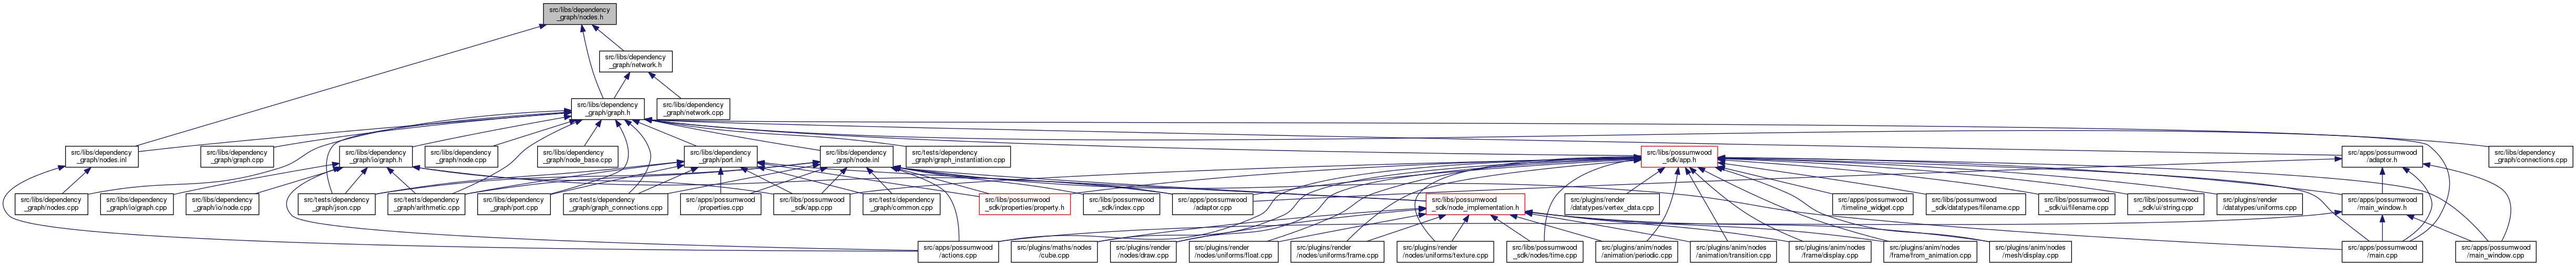 src/libs/dependency
_graph/nodes.h
src/libs/dependency
_graph/network.h
src/libs/dependency
_graph/graph.h
src/libs/dependency
_graph/network.cpp
src/libs/dependency
_graph/nodes.inl
src/libs/dependency
_graph/graph.cpp
src/libs/dependency
_graph/io/graph.h
src/libs/dependency
_graph/node.cpp
src/libs/dependency
_graph/node_base.cpp
src/libs/dependency
_graph/port.inl
src/libs/dependency
_graph/node.inl
src/tests/dependency
_graph/graph_instantiation.cpp
src/libs/possumwood
_sdk/app.h
src/apps/possumwood
/adaptor.h
src/libs/dependency
_graph/connections.cpp
src/libs/dependency
_graph/nodes.cpp
src/libs/dependency
_graph/io/graph.cpp
src/libs/dependency
_graph/io/node.cpp
src/tests/dependency
_graph/json.cpp
src/tests/dependency
_graph/arithmetic.cpp
src/libs/dependency
_graph/port.cpp
src/tests/dependency
_graph/graph_connections.cpp
src/apps/possumwood
/properties.cpp
src/libs/possumwood
_sdk/app.cpp
src/tests/dependency
_graph/common.cpp
src/libs/possumwood
_sdk/properties/property.h
src/libs/possumwood
_sdk/index.cpp
src/apps/possumwood
/adaptor.cpp
src/libs/possumwood
_sdk/node_implementation.h
src/plugins/render
/datatypes/vertex_data.cpp
src/apps/possumwood
/timeline_widget.cpp
src/libs/possumwood
_sdk/datatypes/filename.cpp
src/libs/possumwood
_sdk/ui/filename.cpp
src/libs/possumwood
_sdk/ui/string.cpp
src/plugins/render
/datatypes/uniforms.cpp
src/apps/possumwood
/main_window.h
src/apps/possumwood
/actions.cpp
src/plugins/maths/nodes
/cube.cpp
src/plugins/render
/nodes/draw.cpp
src/plugins/render
/nodes/uniforms/float.cpp
src/plugins/render
/nodes/uniforms/frame.cpp
src/plugins/render
/nodes/uniforms/texture.cpp
src/libs/possumwood
_sdk/nodes/time.cpp
src/plugins/anim/nodes
/animation/periodic.cpp
src/plugins/anim/nodes
/animation/transition.cpp
src/plugins/anim/nodes
/frame/display.cpp
src/plugins/anim/nodes
/frame/from_animation.cpp
src/plugins/anim/nodes
/mesh/display.cpp
src/apps/possumwood
/main.cpp
src/apps/possumwood
/main_window.cpp